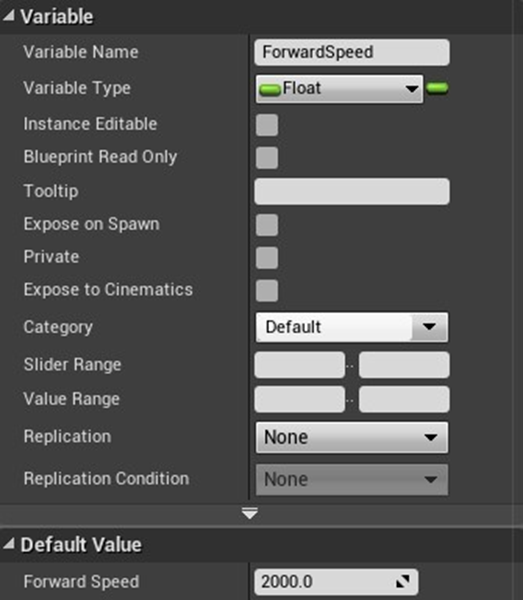 Variable
Variable Name ForwardSpeed
Variable Type Float
Instance Editable
Blueprint Read Only
Tooltip
Expose on Spawn
Private
Expose to Cinematics
Category Default
Slider Range ..
Value Range ..
Replication None
Replication Condition None
Default Value
Forward Speed 2000.0